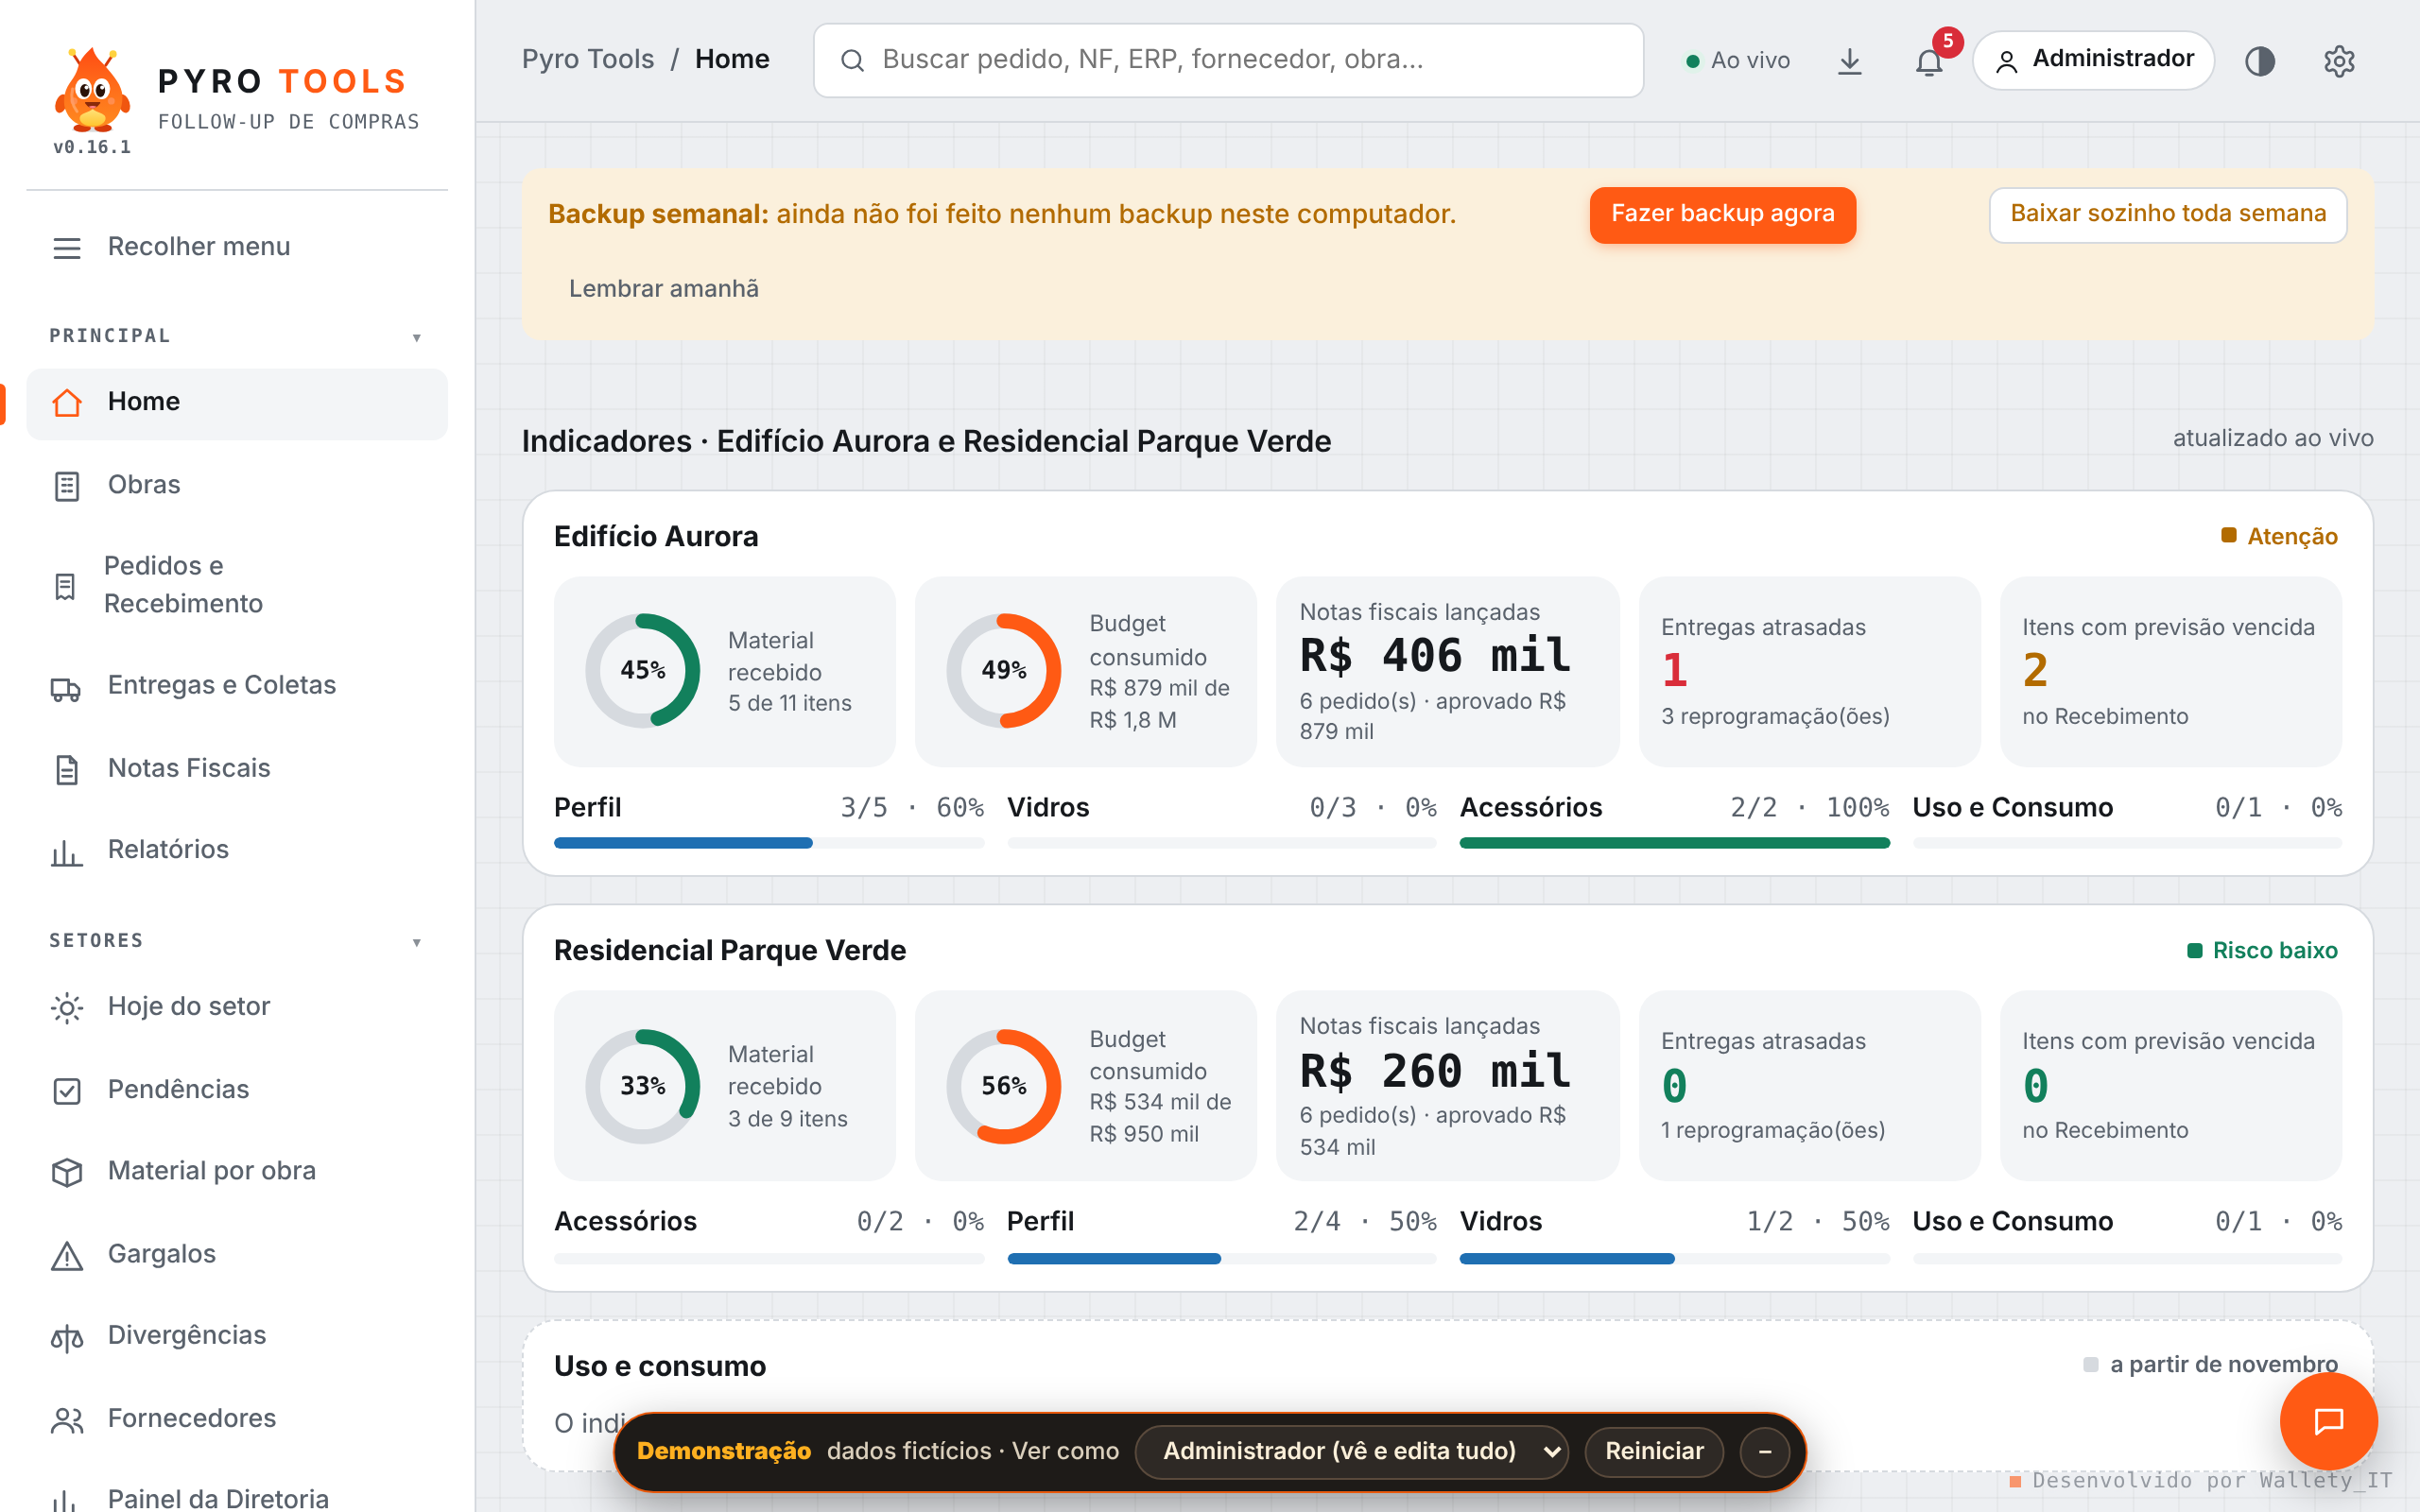 PYRO TOOLS
FOLLOW-UP DE COMPRAS
v0.16.1
Recolher menu
PRINCIPAL
Home
Obras
Pedidos e
Recebimento
Entregas e Coletas
Notas Fiscais
Relatórios
SETORES
Hoje do setor
Pendências
Material por obra
Gargalos
Divergências
Fornecedores
Painel da Diretoria
Pyro Tools / Home
Buscar pedido, NF, ERP, fornecedor, obra...
Ao vivo
5
Administrador
Backup semanal: ainda não foi feito nenhum backup neste computador.
Fazer backup agora
Baixar sozinho toda semana
Lembrar amanhã
Indicadores · Edifício Aurora e Residencial Parque Verde
atualizado ao vivo
Edifício Aurora
Atenção
45%
Material
recebido
5 de 11 itens
49%
Budget
consumido
R$ 879 mil de
R$ 1,8 M
Notas fiscais lançadas
R$ 406 mil
6 pedido(s) · aprovado R$
879 mil
Entregas atrasadas
1
3 reprogramação(ões)
Itens com previsão vencida
2
no Recebimento
Perfil 3/5 · 60%
Vidros 0/3 · 0%
Acessórios 2/2 · 100%
Uso e Consumo 0/1 · 0%
Residencial Parque Verde
Risco baixo
33%
Material
recebido
3 de 9 itens
56%
Budget
consumido
R$ 534 mil de
R$ 950 mil
Notas fiscais lançadas
R$ 260 mil
6 pedido(s) · aprovado R$
534 mil
Entregas atrasadas
0
1 reprogramação(ões)
Itens com previsão vencida
0
no Recebimento
Acessórios 0/2 · 0%
Perfil 2/4 · 50%
Vidros 1/2 · 50%
Uso e Consumo 0/1 · 0%
Uso e consumo
a partir de novembro
O indi
Demonstração dados fictícios · Ver como
Administrador (vê e edita tudo)
Reiniciar
–
Desenvolvido por Wallety_IT